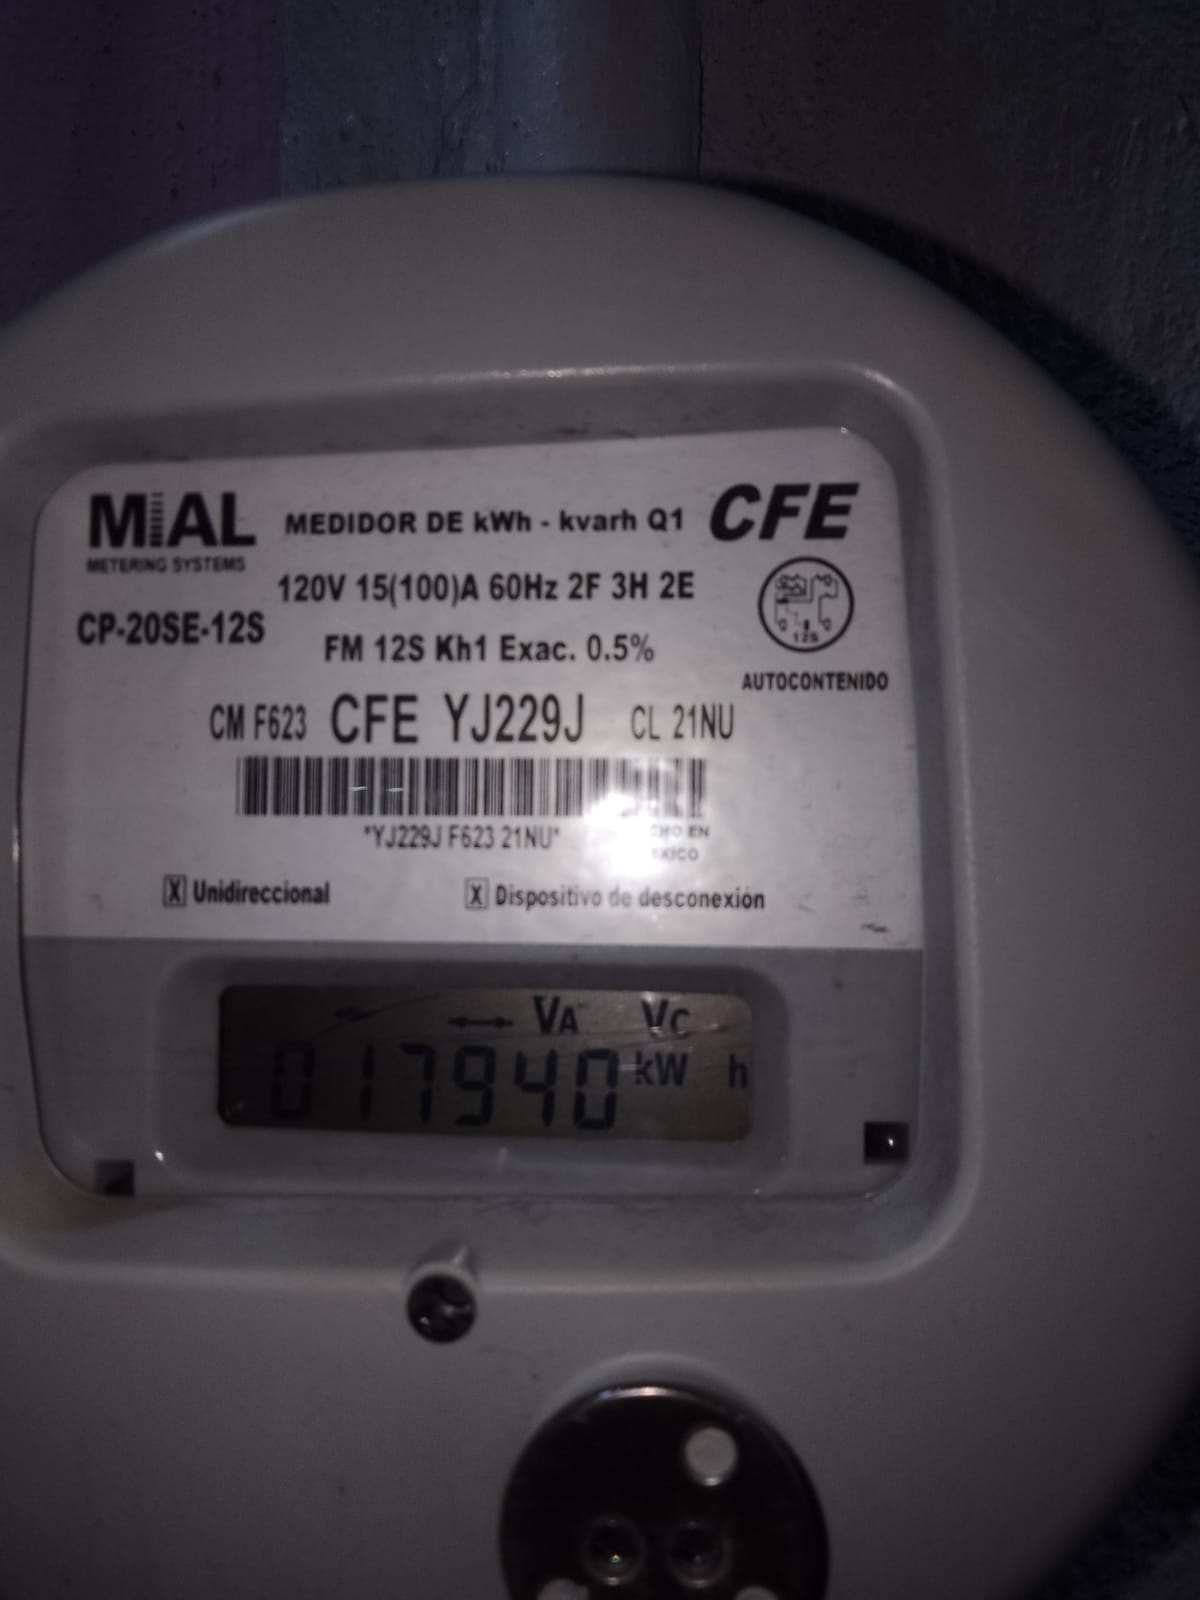 MIAL
METERING SYSTEMS
MEDIDOR DE kWh - kvarh Q1
CFE
120V 15(100)A 60Hz 2F 3H 2E
CP-20SE-12S
FM 12S Kh1 Exac. 0.5%
12S
AUTOCONTENIDO
CM F623 CFE YJ229J CL 21NU
*YJ229J F623 21NU*
EN
X Unidireccional
X Dispositivo de desconexión
VA VC
017940 kW h